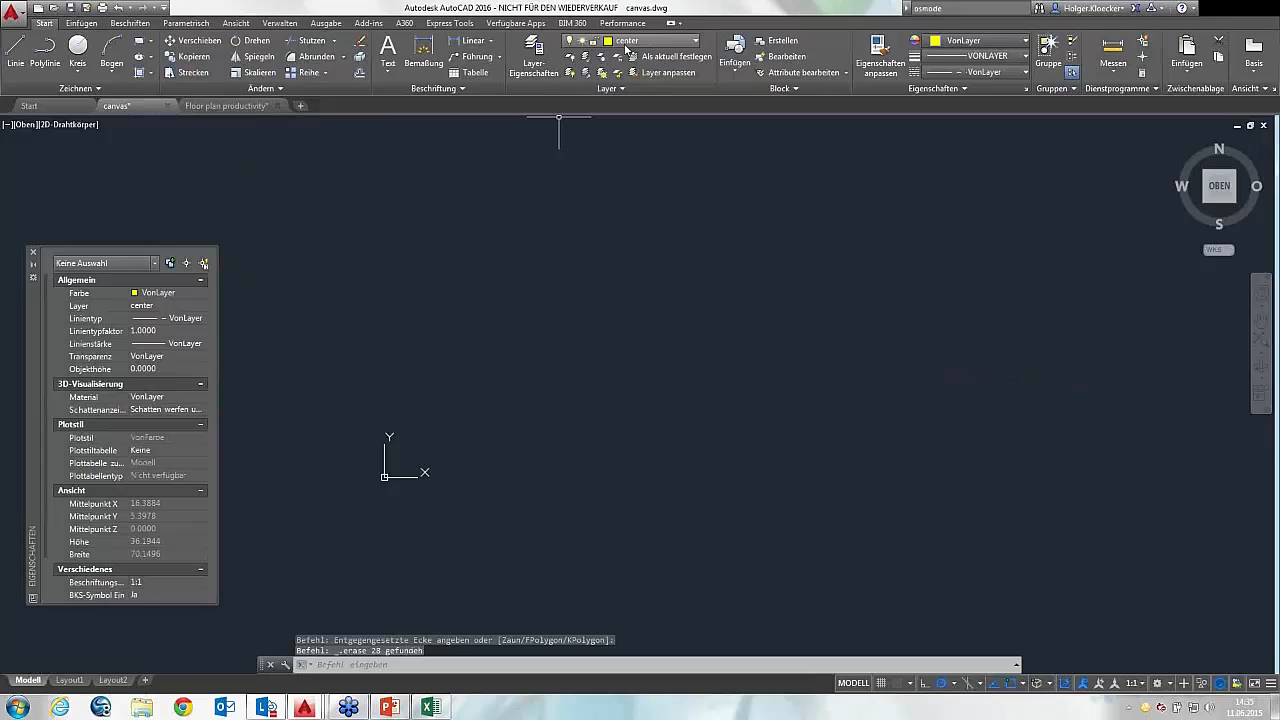 Autodesk AutoCAD 2016 - NICHT FÜR DEN WIEDERVERKAUF canvas.dwg
osmode
Holger.Kloecker...
Start Einfügen Beschriften Parametrisch Ansicht Verwalten Ausgabe Add-ins A360 Express Tools Verfügbare Apps BIM 360 Performance
Linie Polylinie Kreis Bogen
Verschieben Drehen Stutzen
Kopieren Spiegeln Abrunden
Strecken Skalieren Reihe
Text Bemaßung
Linear
Führung
Tabelle
Layer-Eigenschaften
center
Als aktuell festlegen
Layer anpassen
Einfügen
Erstellen
Bearbeiten
Attribute bearbeiten
Eigenschaften anpassen
VonLayer
VONLAYER
VonLayer
Gruppe
Messen
Einfügen
Basis
Zeichnen Ändern Beschriftung Layer Block Eigenschaften Gruppen Dienstprogramme Zwischenablage Ansicht
Start canvas* Floor plan productivity*
[−][Oben][2D-Drahtkörper]
N
W OBEN O
S
WKS
Keine Auswahl
Allgemein
Farbe VonLayer
Layer center
Linientyp VonLayer
Linientypfaktor 1.0000
Linienstärke VonLayer
Transparenz VonLayer
Objekthöhe 0.0000
3D-Visualisierung
Material VonLayer
Schattenanzei... Schatten werfen u...
Plotstil
Plotstil VonFarbe
Plotstiltabelle Keine
Plottabelle zu... Modell
Plottabellentyp Nicht verfügbar
Ansicht
Mittelpunkt X 16.3884
Mittelpunkt Y 5.3978
Mittelpunkt Z 0.0000
Höhe 36.1944
Breite 70.1496
Verschiedenes
Beschriftungs... 1:1
BKS-Symbol Ein Ja
EIGENSCHAFTEN
Y
X
Befehl: Entgegengesetzte Ecke angeben oder [Zaun/FPolygon/KPolygon]:
Befehl: _.erase 28 gefunden
Befehl eingeben
Modell Layout1 Layout2 +
MODELL
1:1
14:35
11.06.2015